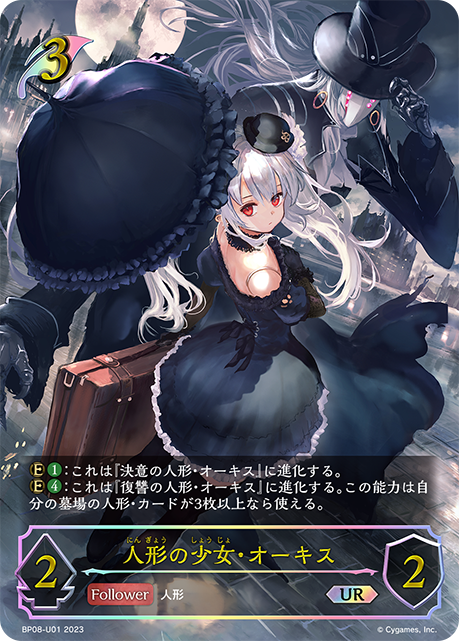 3
Ⓔ①:これは『決意の人形・オーキス』に進化する。
Ⓔ④:これは『復讐の人形・オーキス』に進化する。この能力は自
分の墓場の人形・カードが3枚以上なら使える。
にんぎょう しょうじょ
人形の少女・オーキス
2
Follower 人形
UR
2
BP08-U01 2023
© Cygames, Inc.